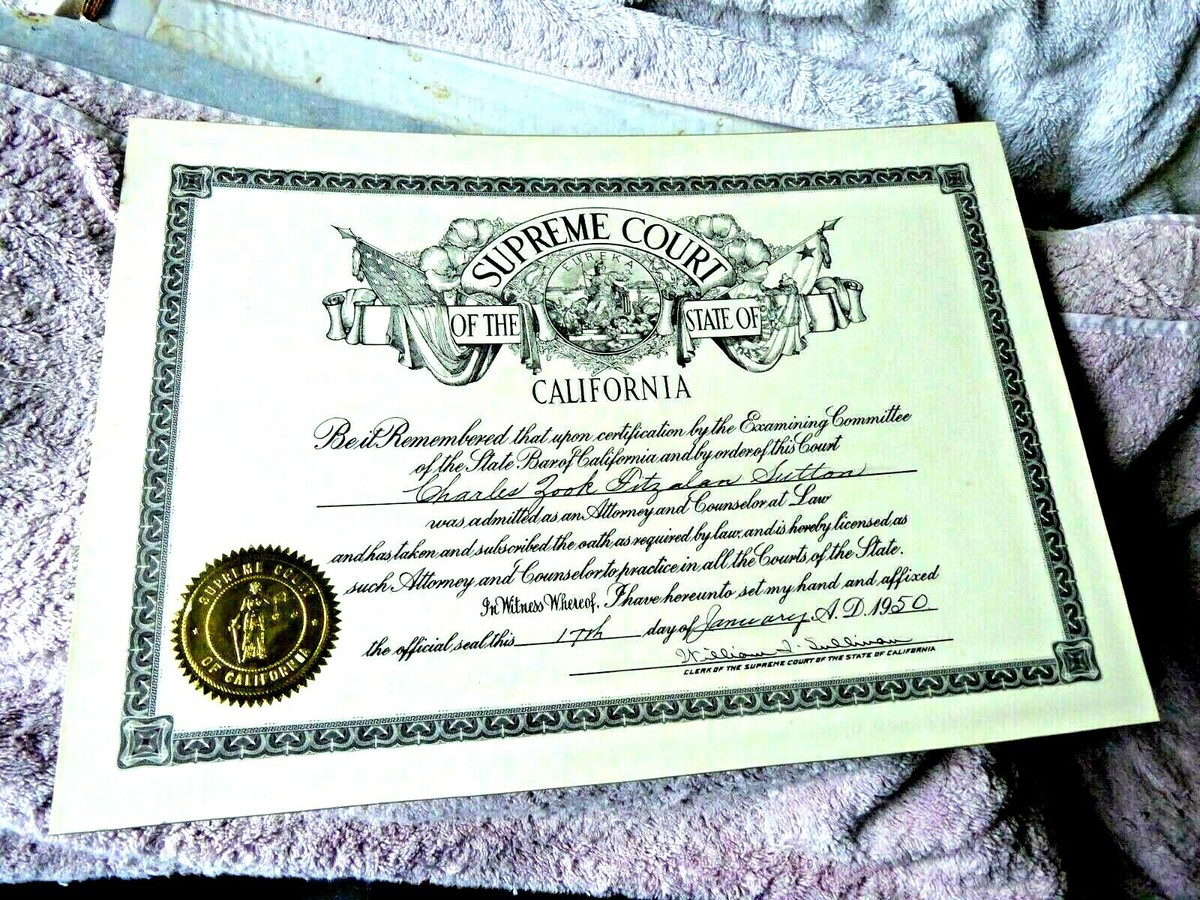 SUPREME COURT
EUREKA
OF THE STATE OF
CALIFORNIA
Be it Remembered that upon certification by the Examining Committee
of the State Bar of California and by order of this Court
Charles Zook Fitzalan Sutton
was admitted as an Attorney and Counselor at Law
and has taken and subscribed the oath as required by law, and is hereby licensed as
such Attorney and Counselor to practice in all the Courts of the State.
In Witness Whereof, I have hereunto set my hand and affixed
the official seal this 17th day of January, A.D. 1950
William I. Sullivan
CLERK OF THE SUPREME COURT OF THE STATE OF CALIFORNIA
SUPREME COURT
OF CALIFORNIA